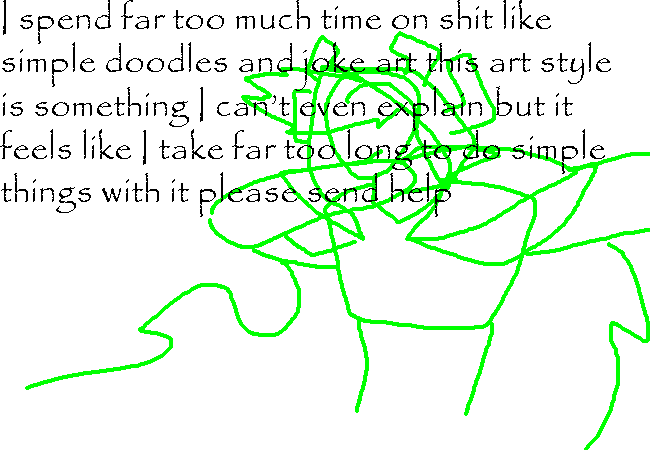 I spend far too much time on shit like
simple doodles and joke art this art style
is something I can't even explain but it
feels like I take far too long to do simple
things with it please send help